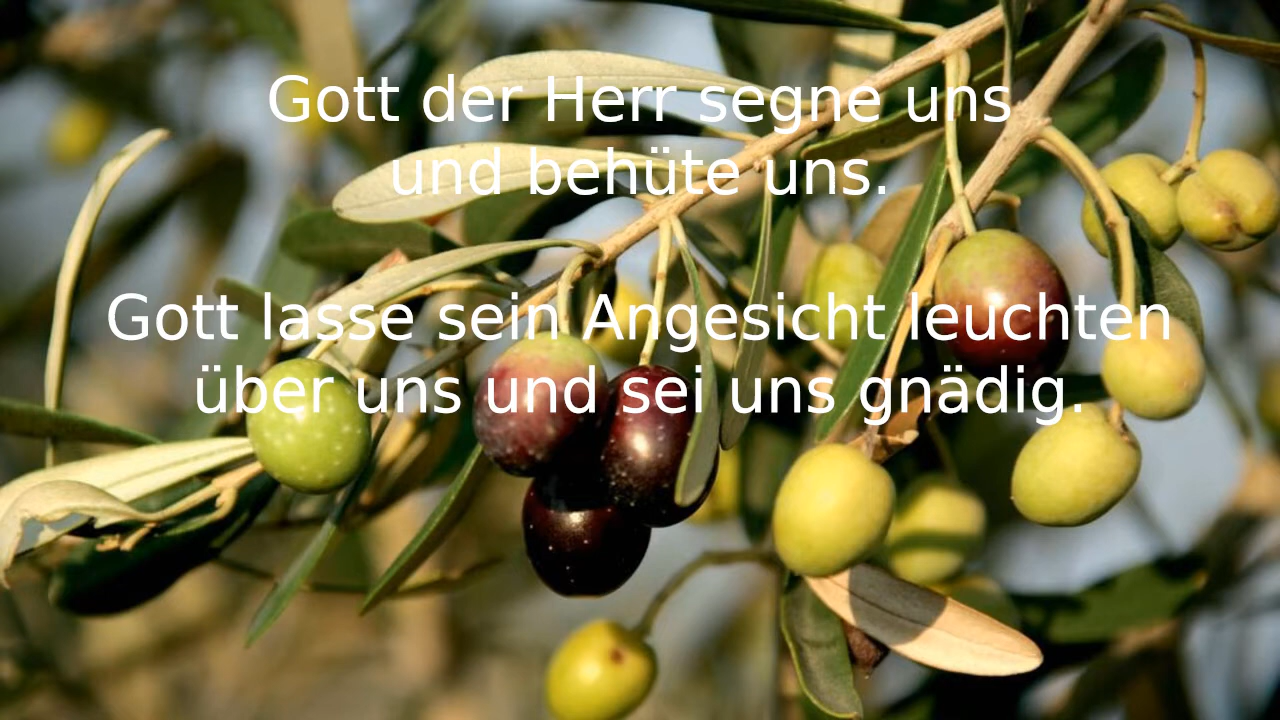 Gott der Herr segne uns
und behüte uns.
Gott lasse sein Angesicht leuchten
über uns und sei uns gnädig.